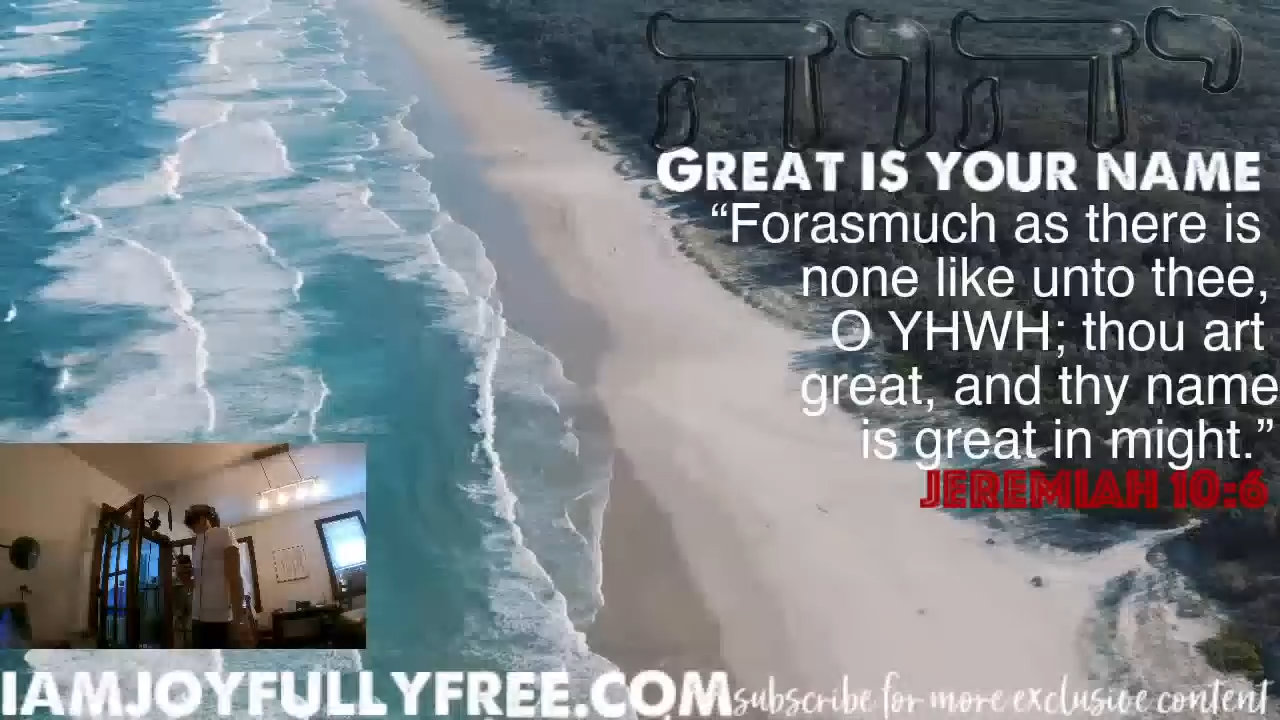 יהוה
GREAT IS YOUR NAME
“Forasmuch as there is
none like unto thee,
O YHWH; thou art
great, and thy name
is great in might.”
JEREMIAH 10:6
IAMJOYFULLYFREE.COM subscribe for more exclusive content